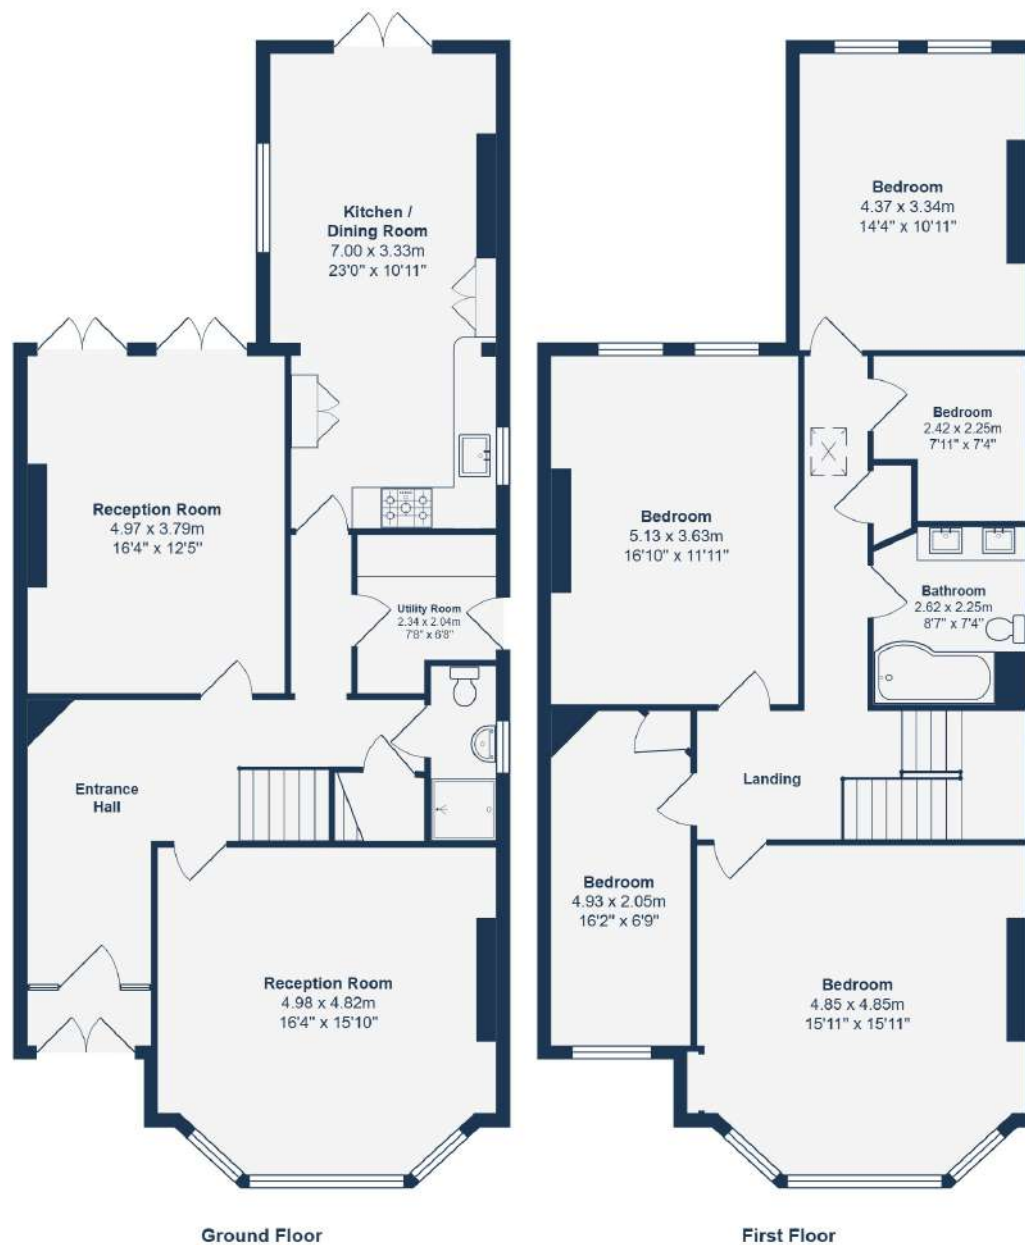 Kitchen /
Dining Room
7.00 x 3.33m
23'0" x 10'11"
Reception Room
4.97 x 3.79m
16'4" x 12'5"
Utility Room
2.34 x 2.04m
7'8" x 6'8"
Entrance
Hall
Reception Room
4.98 x 4.82m
16'4" x 15'10"
Ground Floor
Bedroom
4.37 x 3.34m
14'4" x 10'11"
Bedroom
2.42 x 2.25m
7'11" x 7'4"
Bedroom
5.13 x 3.63m
16'10" x 11'11"
Bathroom
2.62 x 2.25m
8'7" x 7'4"
Landing
Bedroom
4.93 x 2.05m
16'2" x 6'9"
Bedroom
4.85 x 4.85m
15'11" x 15'11"
First Floor